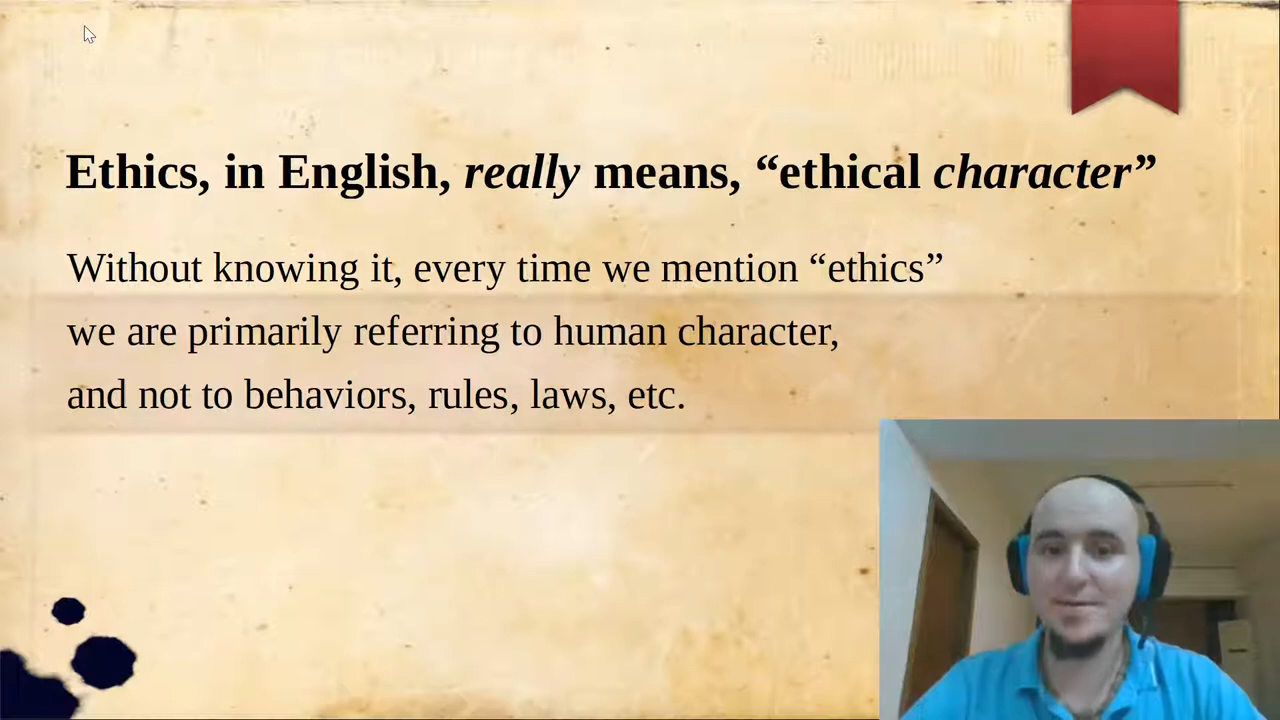 Ethics, in English, really means, “ethical character”
Without knowing it, every time we mention “ethics”
we are primarily referring to human character,
and not to behaviors, rules, laws, etc.